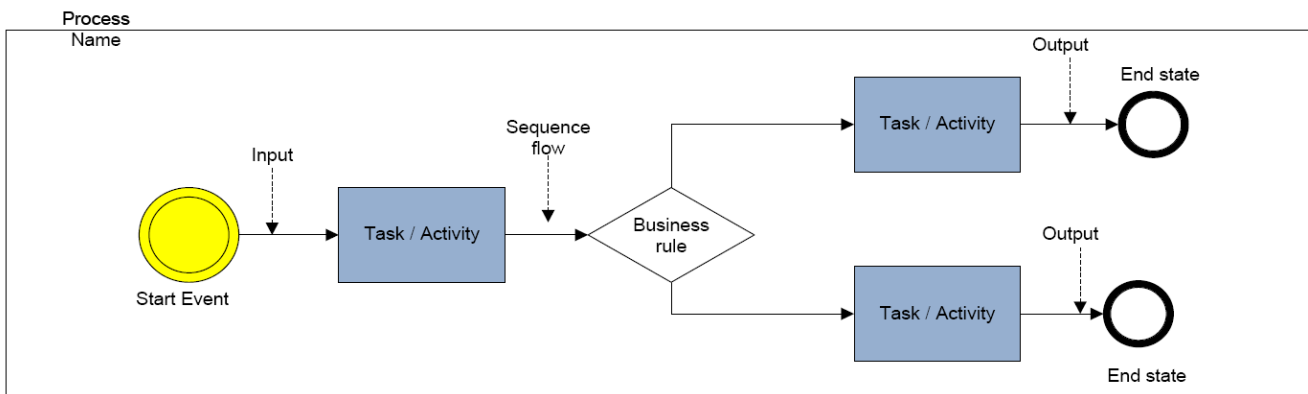 Process
Name
Output
End state
Task / Activity
Sequence
flow
Input
Task / Activity
Business
rule
Start Event
Output
Task / Activity
End state